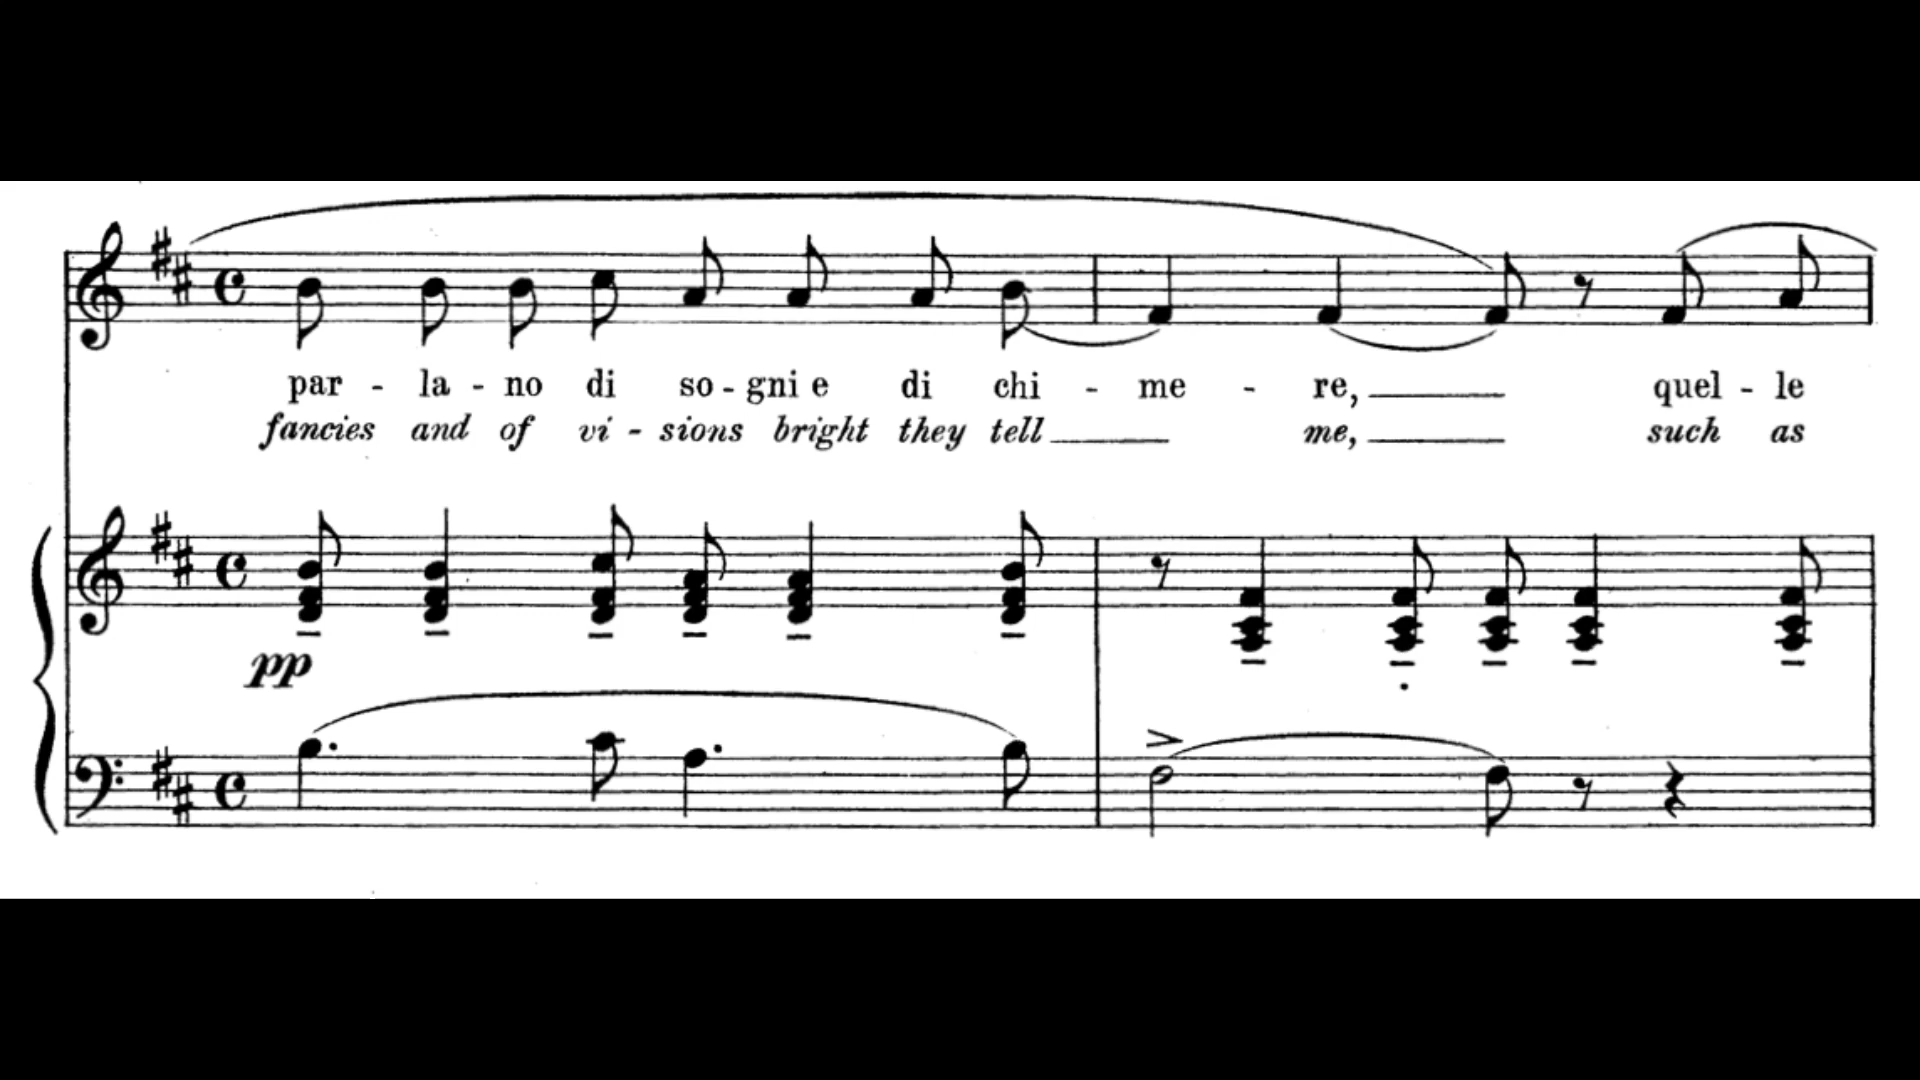 par - la - no di so - gni e di chi - me - re, quel - le
fancies and of vi - sions bright they tell me, such as
pp